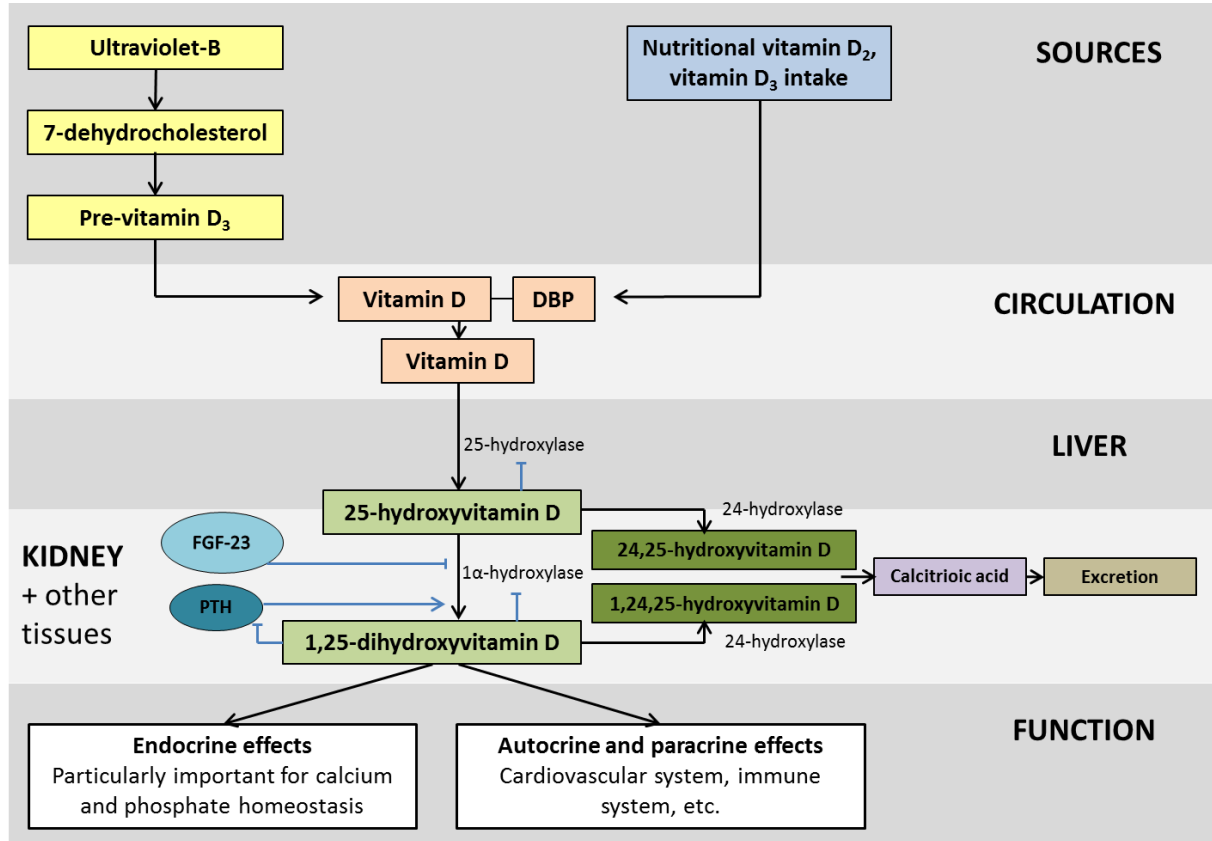 Ultraviolet-B
7-dehydrocholesterol
Pre-vitamin D₃
Nutritional vitamin D₂,
vitamin D₃ intake
SOURCES
Vitamin D
DBP
Vitamin D
CIRCULATION
25-hydroxylase
LIVER
25-hydroxyvitamin D
24-hydroxylase
24,25-hydroxyvitamin D
FGF-23
KIDNEY
+ other
tissues
1α-hydroxylase
PTH
1,25-dihydroxyvitamin D
1,24,25-hydroxyvitamin D
24-hydroxylase
Calcitrioic acid
Excretion
FUNCTION
Endocrine effects
Particularly important for calcium
and phosphate homeostasis
Autocrine and paracrine effects
Cardiovascular system, immune
system, etc.